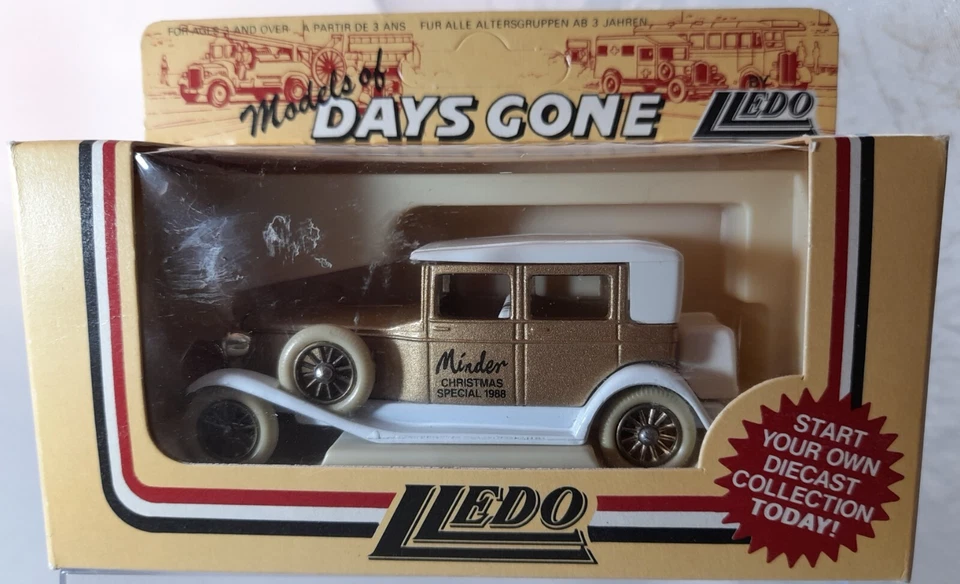 FOR AGES 3 AND OVER A PARTIR DE 3 ANS FUR ALLE ALTERSGRUPPEN AB 3 JAHREN
Models of
DAYS GONE
BY
LLEDO
Minder
CHRISTMAS
SPECIAL 1988
START
YOUR OWN
DIECAST
COLLECTION
TODAY!
LLEDO